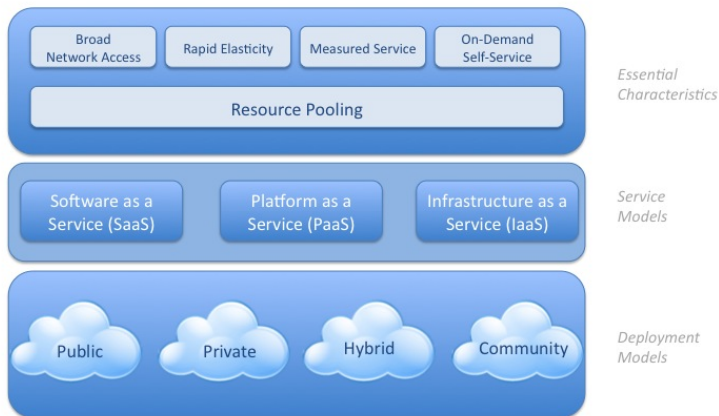 Broad
Network Access
Rapid Elasticity
Measured Service
On-Demand
Self-Service
Resource Pooling
Essential
Characteristics
Software as a
Service (SaaS)
Platform as a
Service (PaaS)
Infrastructure as a
Service (IaaS)
Service
Models
Public
Private
Hybrid
Community
Deployment
Models